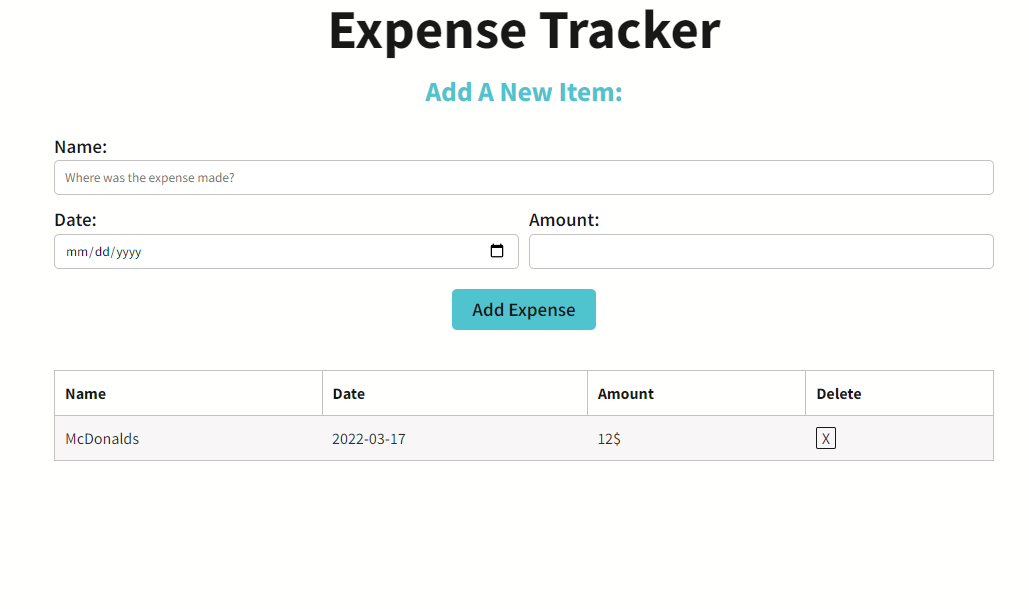 Expense Tracker
Add A New Item:
Name:
Where was the expense made?
Date: Amount:
mm/dd/yyyy
Add Expense
Name Date Amount Delete
McDonalds 2022-03-17 12$ X